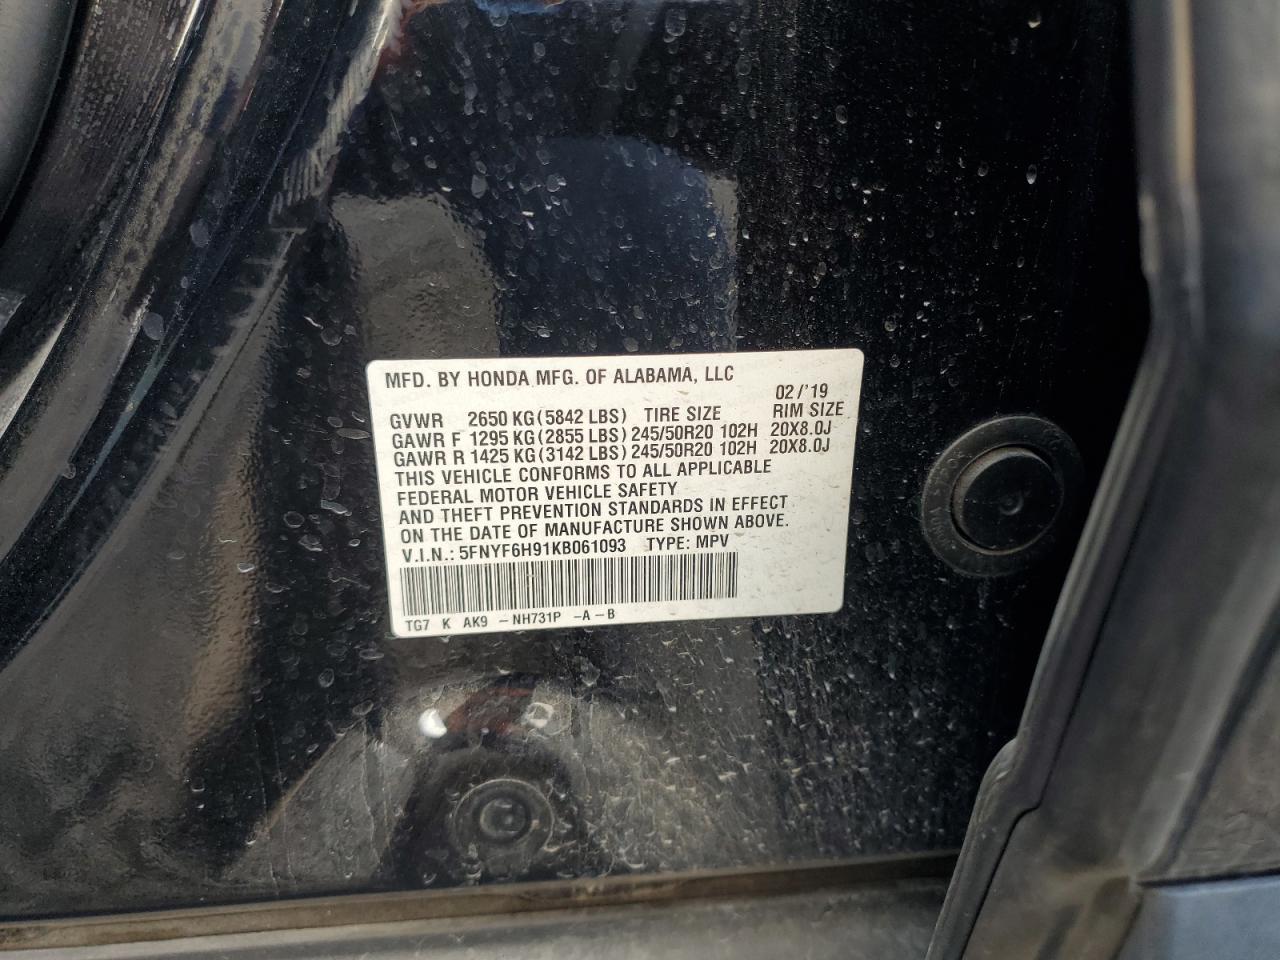 MFD. BY HONDA MFG. OF ALABAMA, LLC
02/'19
GVWR 2650 KG(5842 LBS) TIRE SIZE RIM SIZE
GAWR F 1295 KG(2855 LBS) 245/50R20 102H 20X8.0J
GAWR R 1425 KG(3142 LBS) 245/50R20 102H 20X8.0J
THIS VEHICLE CONFORMS TO ALL APPLICABLE
FEDERAL MOTOR VEHICLE SAFETY
AND THEFT PREVENTION STANDARDS IN EFFECT
ON THE DATE OF MANUFACTURE SHOWN ABOVE.
V.I.N.: 5FNYF6H91KB061093 TYPE: MPV
TG7 K AK9 -NH731P -A-B